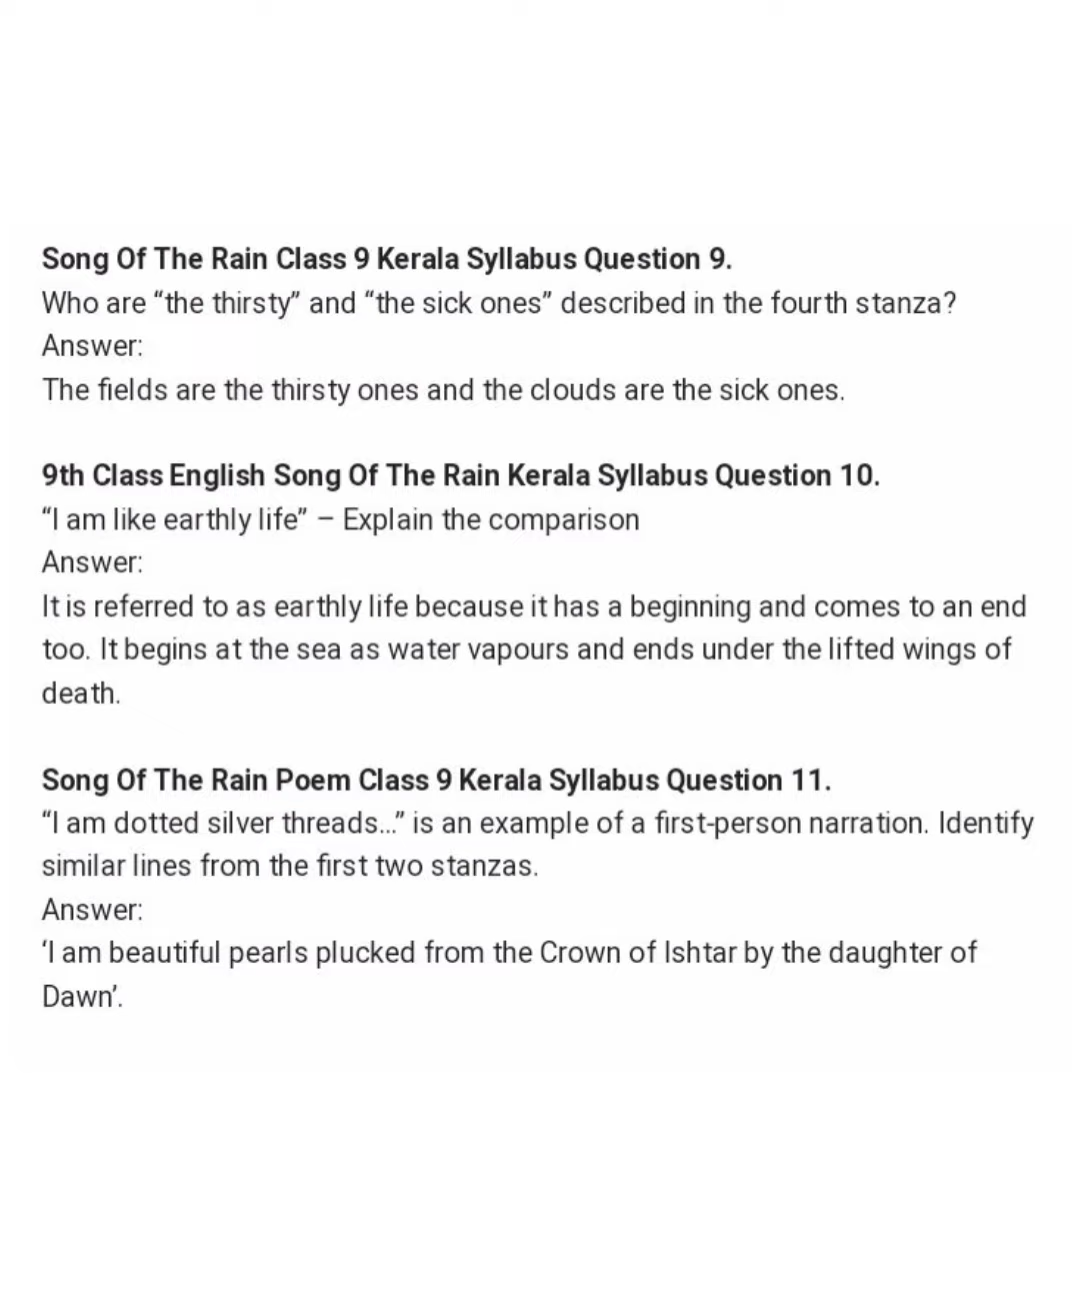 Song Of The Rain Class 9 Kerala Syllabus Question 9.
Who are “the thirsty” and “the sick ones” described in the fourth stanza?
Answer:
The fields are the thirsty ones and the clouds are the sick ones.
9th Class English Song Of The Rain Kerala Syllabus Question 10.
“I am like earthly life” – Explain the comparison
Answer:
It is referred to as earthly life because it has a beginning and comes to an end
too. It begins at the sea as water vapours and ends under the lifted wings of
death.
Song Of The Rain Poem Class 9 Kerala Syllabus Question 11.
“I am dotted silver threads...” is an example of a first-person narration. Identify
similar lines from the first two stanzas.
Answer:
‘I am beautiful pearls plucked from the Crown of Ishtar by the daughter of
Dawn’.